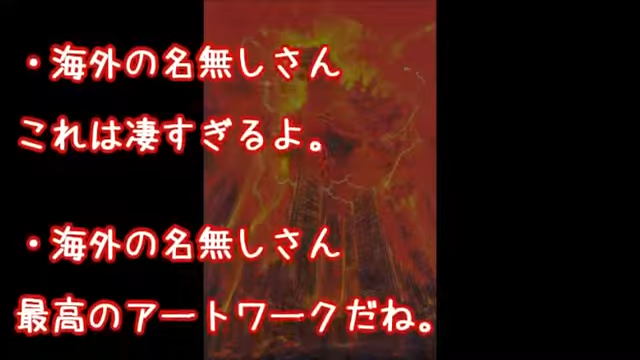 ・海外の名無しさん
これは凄すぎるよ。
・海外の名無しさん
最高のアートワークだね。